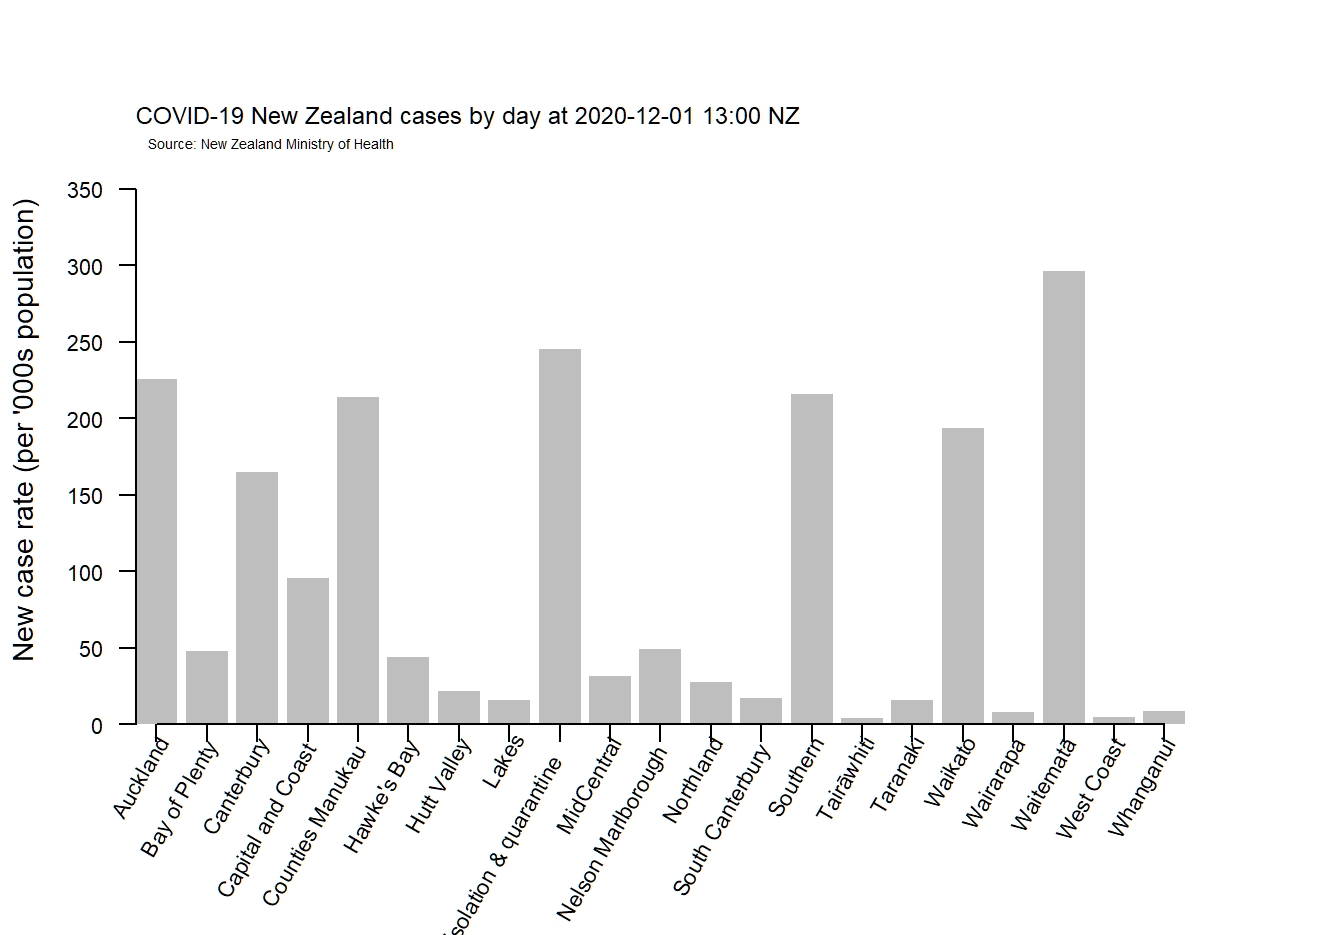 COVID-19 New Zealand cases by day at 2020-12-01 13:00 NZ
Source: New Zealand Ministry of Health
New case rate (per '000s population)
350
300
250
200
150
100
50
0
Auckland
Bay of Plenty
Canterbury
Capital and Coast
Counties Manukau
Hawke's Bay
Hutt Valley
Lakes
isolation & quarantine
MidCentral
Nelson Marlborough
Northland
South Canterbury
Southern
Tairāwhiti
Taranaki
Waikato
Wairarapa
Waitematā
West Coast
Whanganui